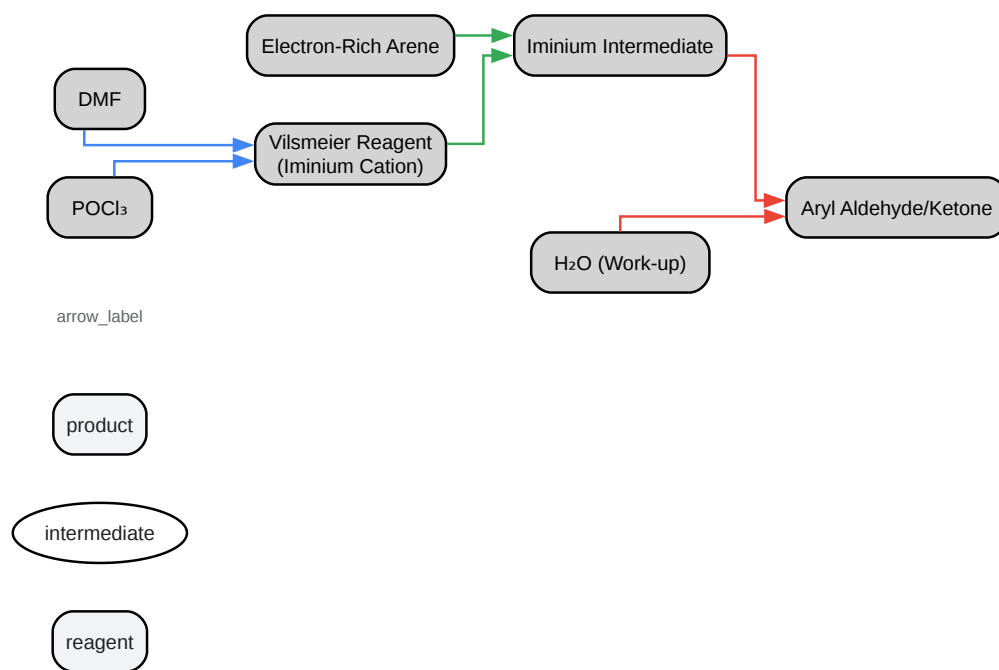 Electron-Rich Arene
Iminium Intermediate
DMF
Vilsmeier Reagent
(Iminium Cation)
POCl₃
Aryl Aldehyde/Ketone
H₂O (Work-up)
arrow_label
product
intermediate
reagent